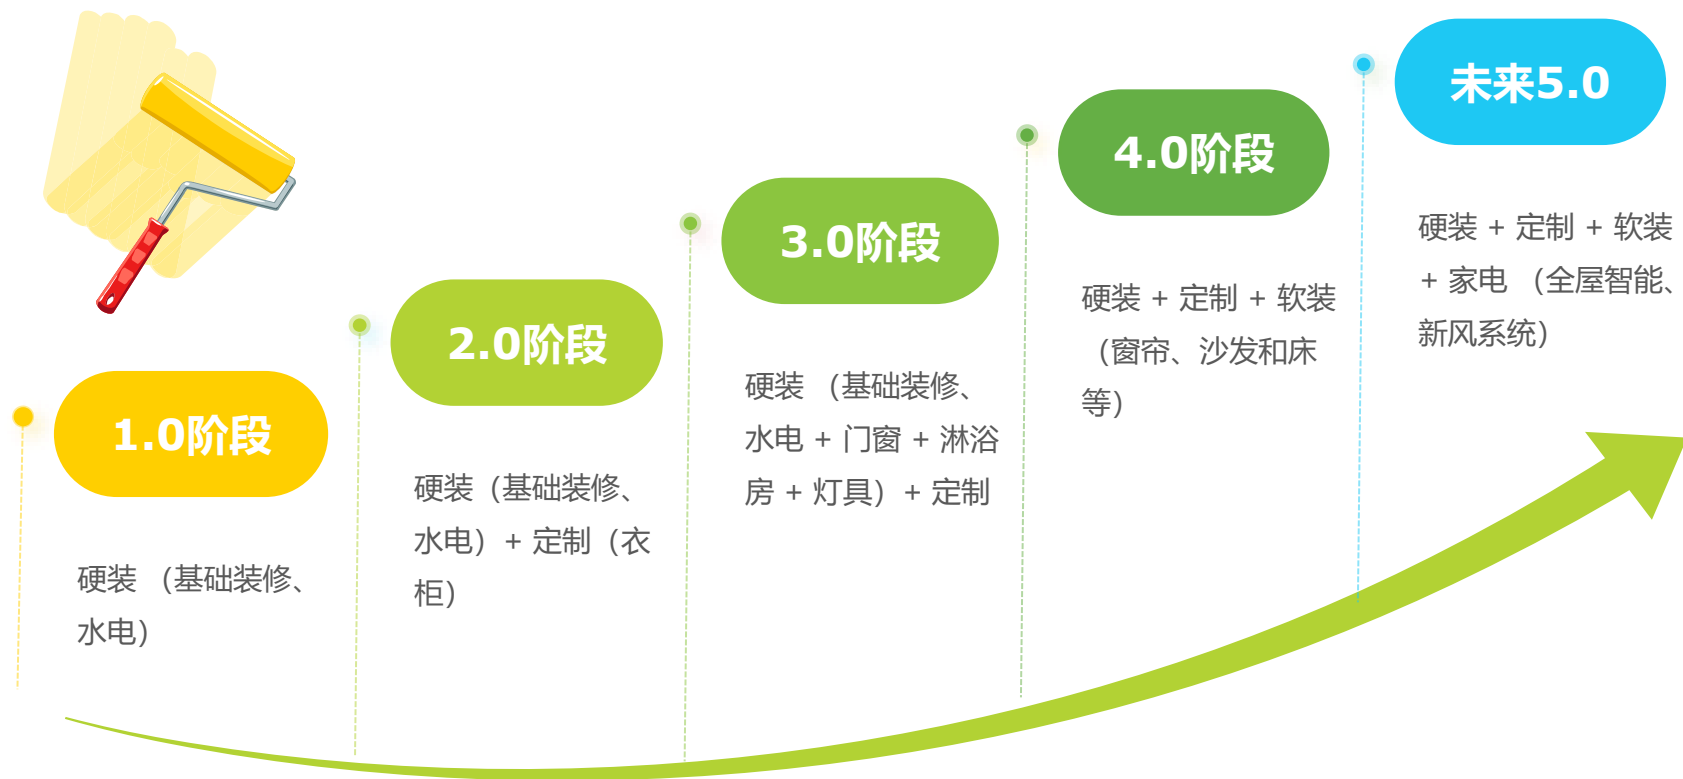 1.0阶段
硬装 （基础装修、
水电）
2.0阶段
硬装（基础装修、
水电）+ 定制（衣
柜）
3.0阶段
硬装 （基础装修、
水电 + 门窗 + 淋浴
房 + 灯具）+ 定制
4.0阶段
硬装 + 定制 + 软装
（窗帘、沙发和床
等）
未来5.0
硬装 + 定制 + 软装
+ 家电 （全屋智能、
新风系统）